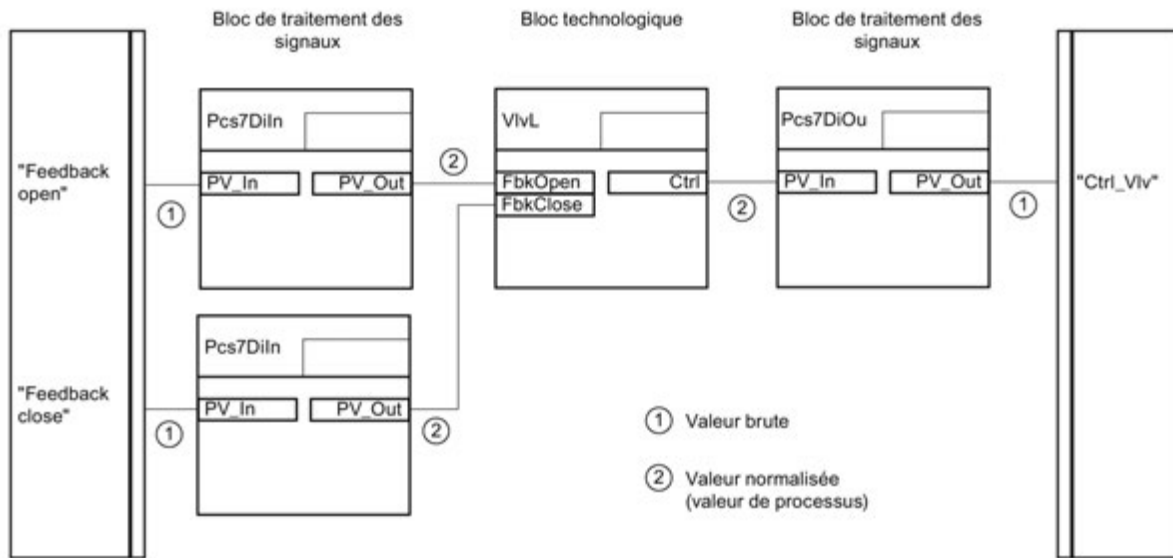 Bloc de traitement des
signaux
Bloc technologique
Bloc de traitement des
signaux
Pcs7DiIn
VlvL
Pcs7DiOu
"Feedback
open"
PV_In
PV_Out
2
FbkOpen
Ctrl
FbkClose
PV_In
PV_Out
"Ctrl_Vlv"
1
2
1
Pcs7DiIn
"Feedback
close"
PV_In
PV_Out
1
2
1 Valeur brute
2 Valeur normalisée
(valeur de processus)